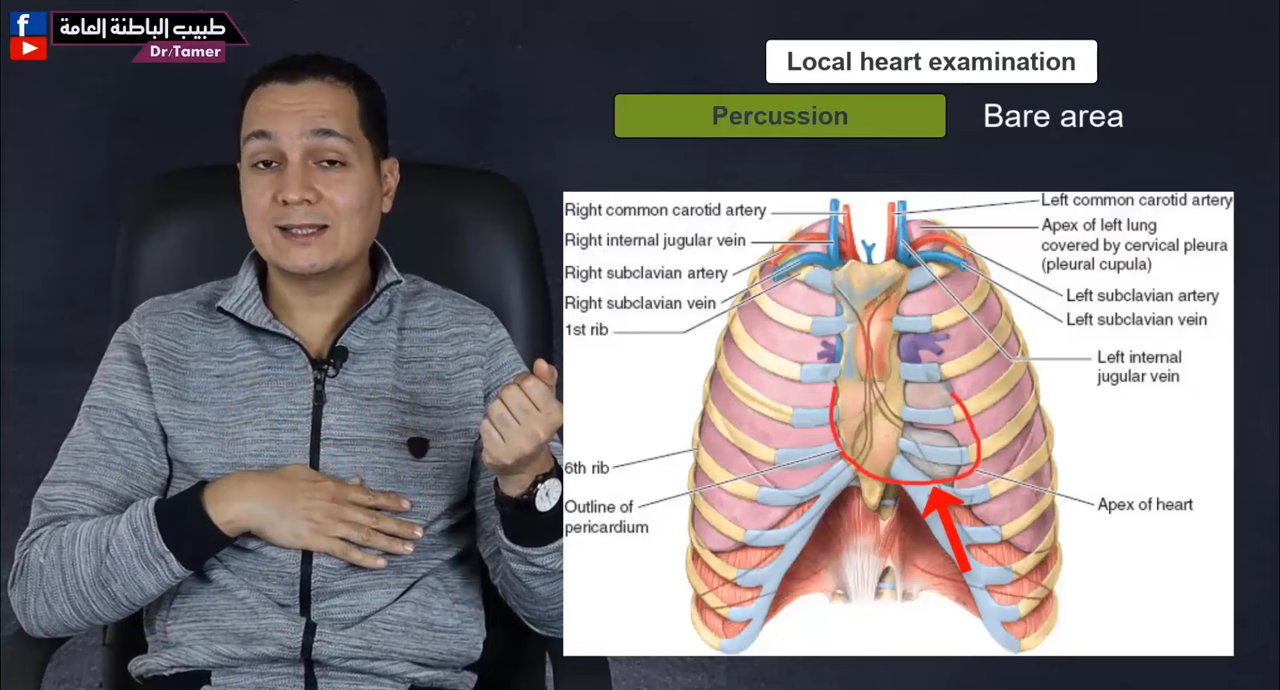 f
طبيب الباطنة العامة
Dr/Tamer
Local heart examination
Percussion
Bare area
Right common carotid artery
Right internal jugular vein
Right subclavian artery
Right subclavian vein
1st rib
6th rib
Outline of
pericardium
Left common carotid artery
Apex of left lung
covered by cervical pleura
(pleural cupula)
Left subclavian artery
Left subclavian vein
Left internal
jugular vein
Apex of heart